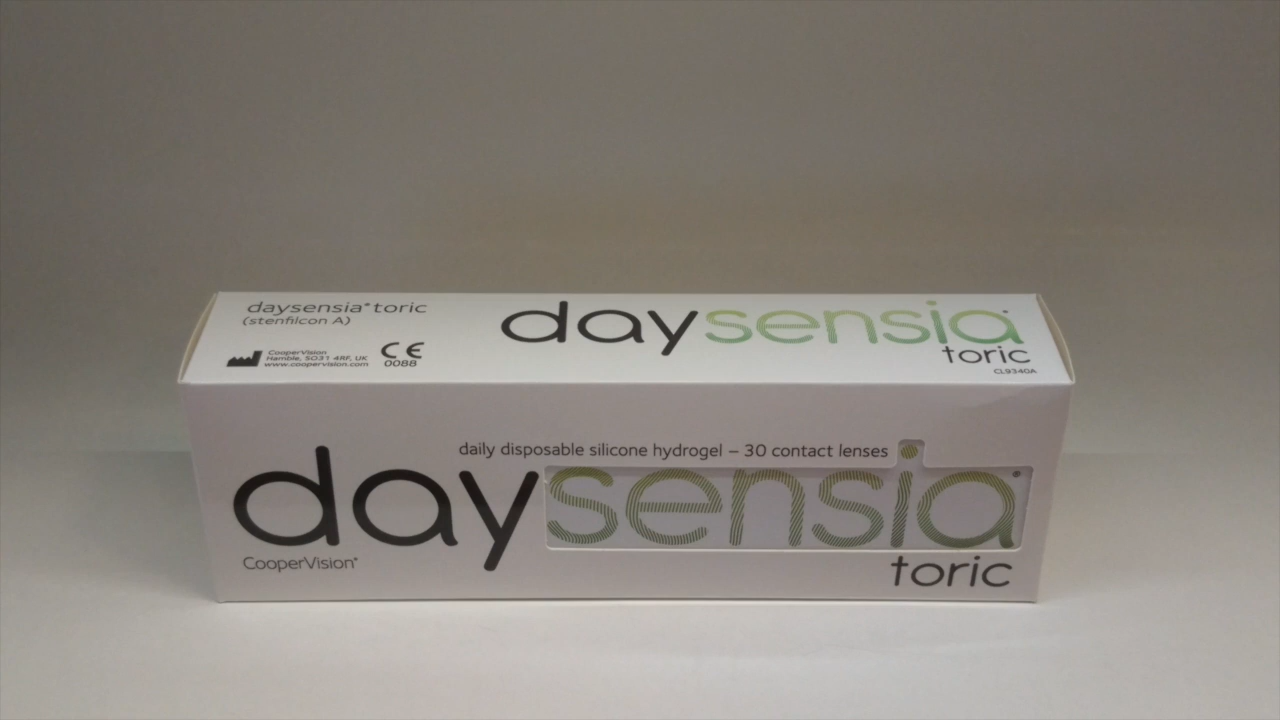 daysensia® toric
(stenfilcon A)
CooperVision
Hamble, SO31 4RF, UK
www.coopervision.com
CE
0088
daysensia®
toric
CL9340A
daily disposable silicone hydrogel – 30 contact lenses
daysensia®
CooperVision®
toric